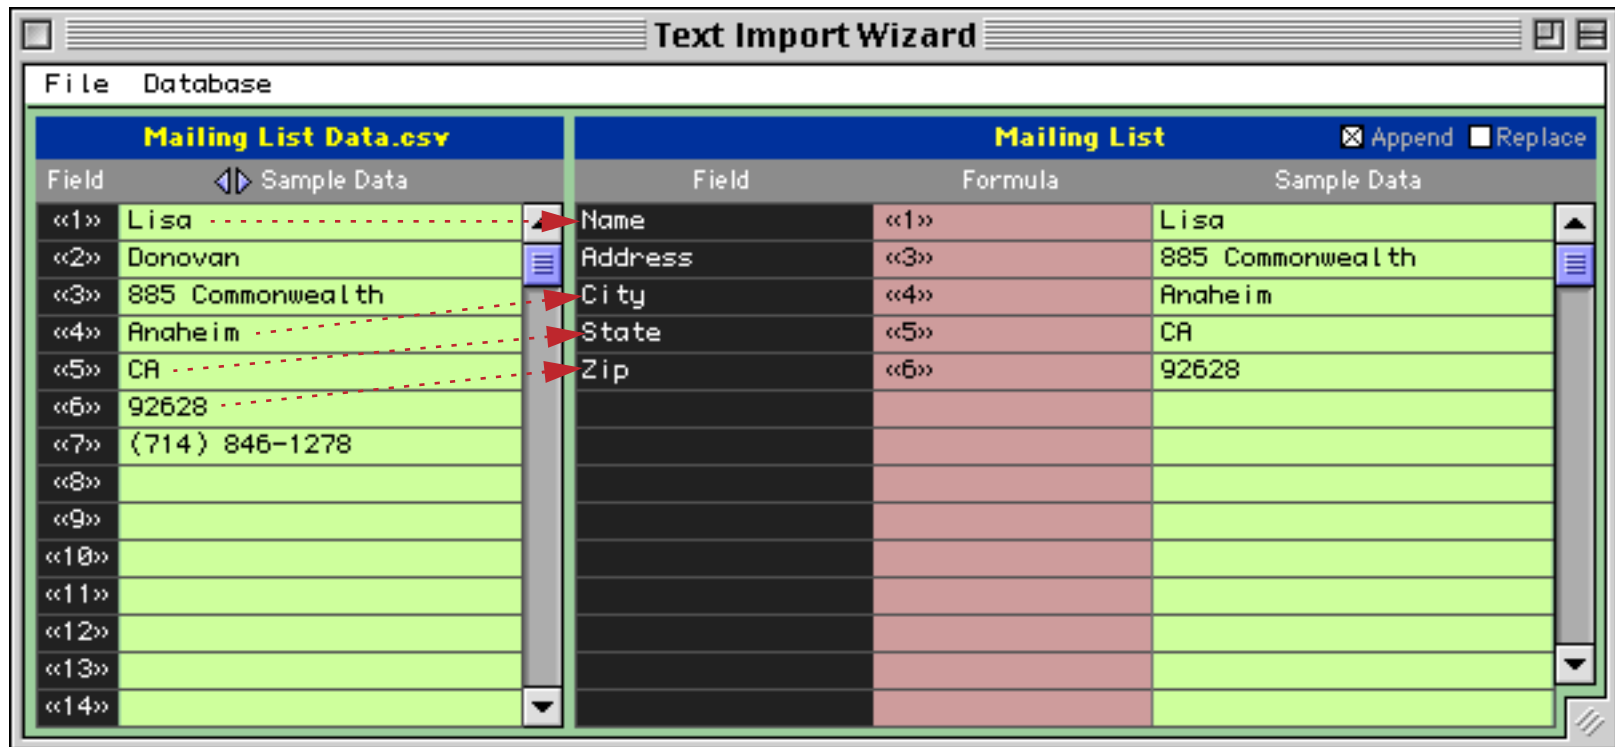 Text Import Wizard
File Database
Mailing List Data.csv Mailing List Append Replace
Field Sample Data Field Formula Sample Data
«1» Lisa Name «1» Lisa
«2» Donovan Address «3» 885 Commonwealth
«3» 885 Commonwealth City «4» Anaheim
«4» Anaheim State «5» CA
«5» CA Zip «6» 92628
«6» 92628
«7» (714) 846-1278
«8»
«9»
«10»
«11»
«12»
«13»
«14»